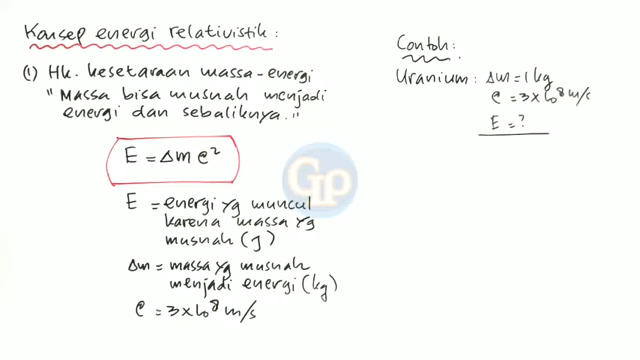 Konsep energi relativistik :
(1) Hk. kesetaraan massa-energi
" Massa bisa musnah menjadi
energi dan sebaliknya. "
E = Δm c²
E = energi yg muncul
karena massa yg
musnah (J)
Δm = massa yg musnah
menjadi energi (kg)
c = 3 x 10⁸ m/s
Contoh :
Uranium : Δm = 1 kg
c = 3 x 10⁸ m/s
E = ?
Gp